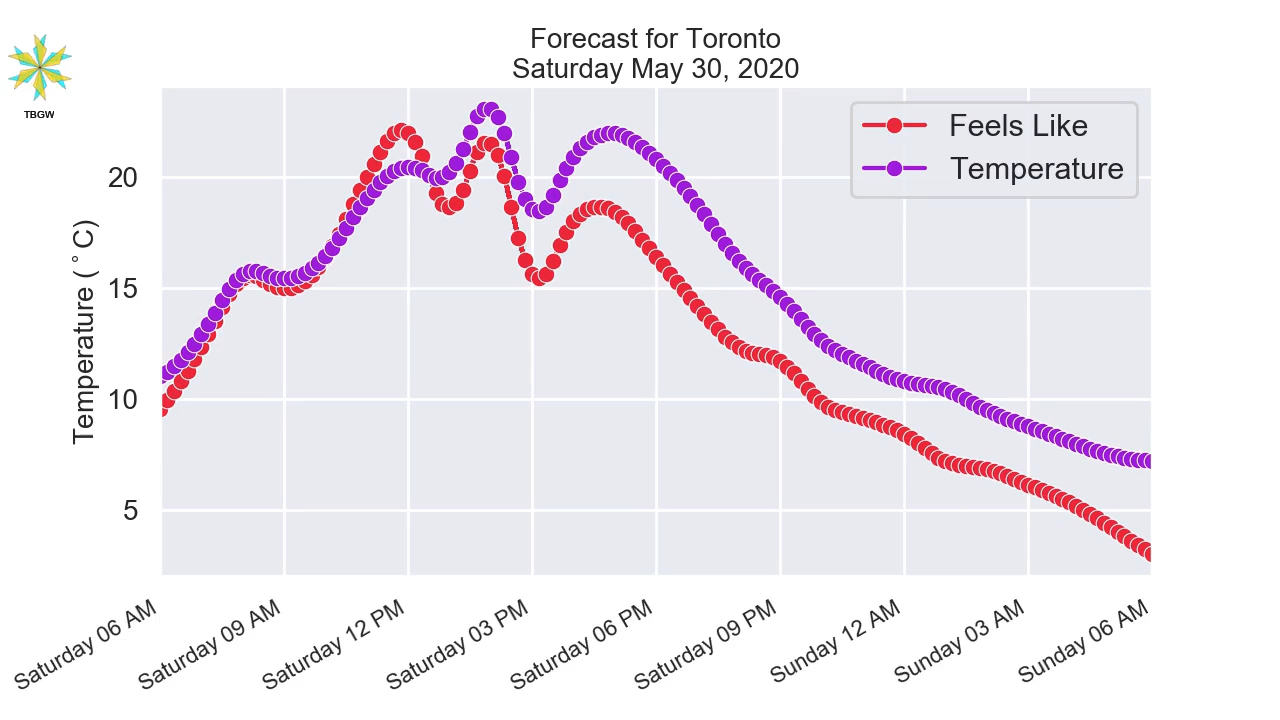 Forecast for Toronto
Saturday May 30, 2020
TBGW
Feels Like
Temperature
Temperature (°C)
20
15
10
5
Saturday 06 AM
Saturday 09 AM
Saturday 12 PM
Saturday 03 PM
Saturday 06 PM
Saturday 09 PM
Sunday 12 AM
Sunday 03 AM
Sunday 06 AM